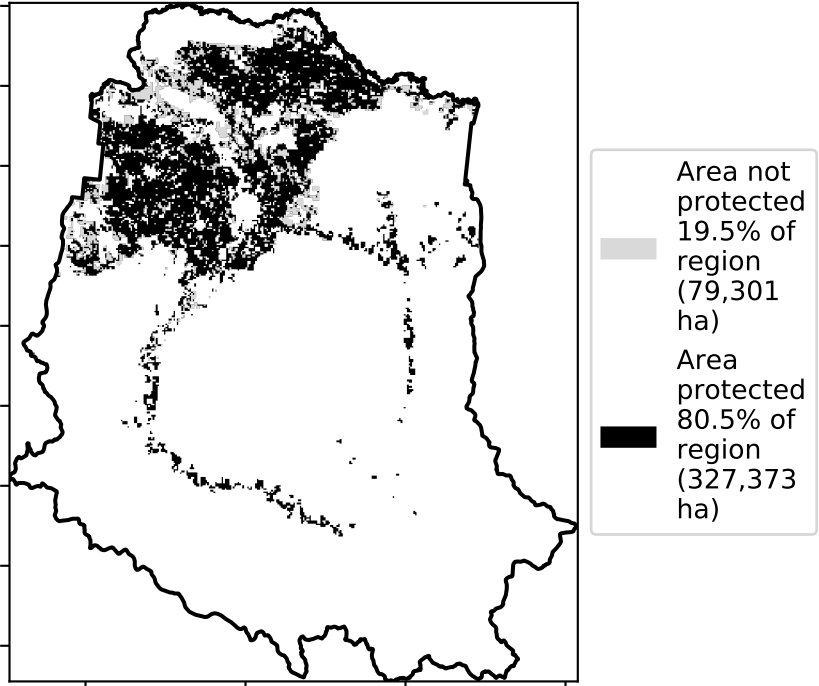 Area not
protected
19.5% of
region
(79,301
ha)
Area
protected
80.5% of
region
(327,373
ha)